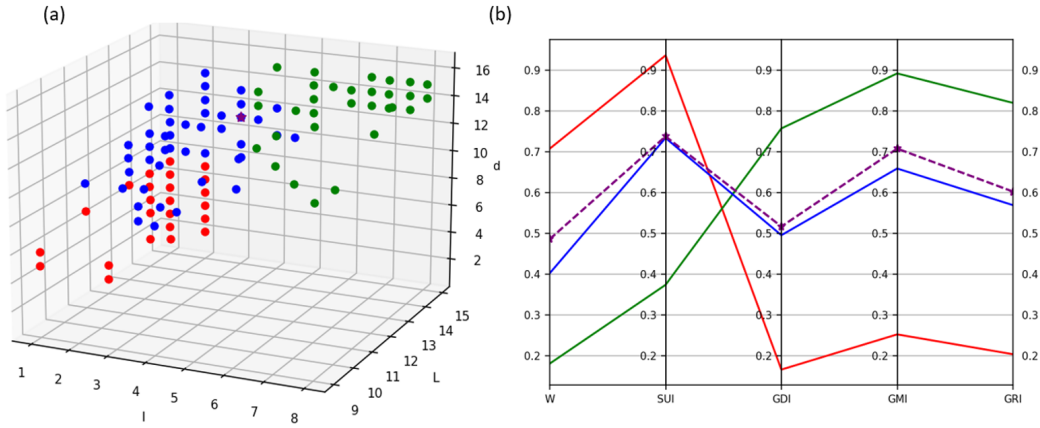 (a)
(b)
16
14
12
10
8
6
4
2
d
1
2
3
4
5
6
7
8
l
9
10
11
12
13
14
15
L
0.9 0.9 0.9 0.9 0.9
0.8 0.8 0.8 0.8 0.8
0.7 0.7 0.7 0.7 0.7
0.6 0.6 0.6 0.6 0.6
0.5 0.5 0.5 0.5 0.5
0.4 0.4 0.4 0.4 0.4
0.3 0.3 0.3 0.3 0.3
0.2 0.2 0.2 0.2 0.2
W SUI GDI GMI GRI